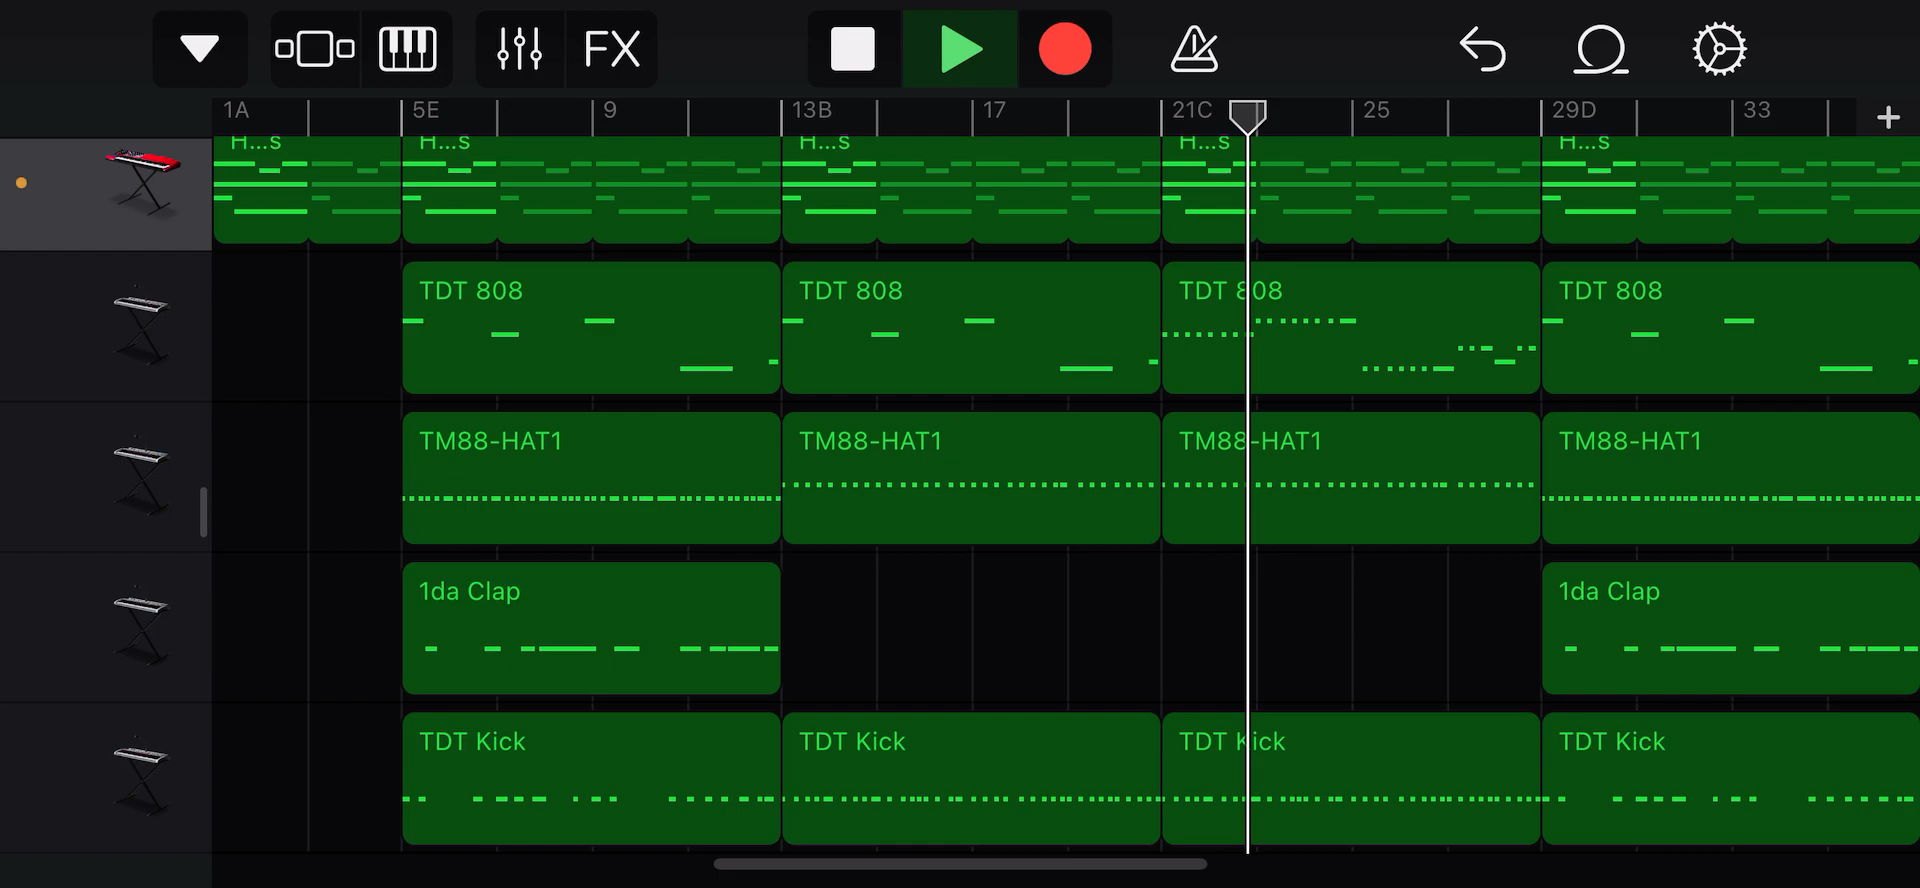 FX
1A 5E 9 13B 17 21C 25 29D 33 +
H...s H...s H...s H...s H...s
TDT 808 TDT 808 TDT 808 TDT 808
TM88-HAT1 TM88-HAT1 TM88-HAT1 TM88-HAT1
1da Clap 1da Clap
TDT Kick TDT Kick TDT Kick TDT Kick